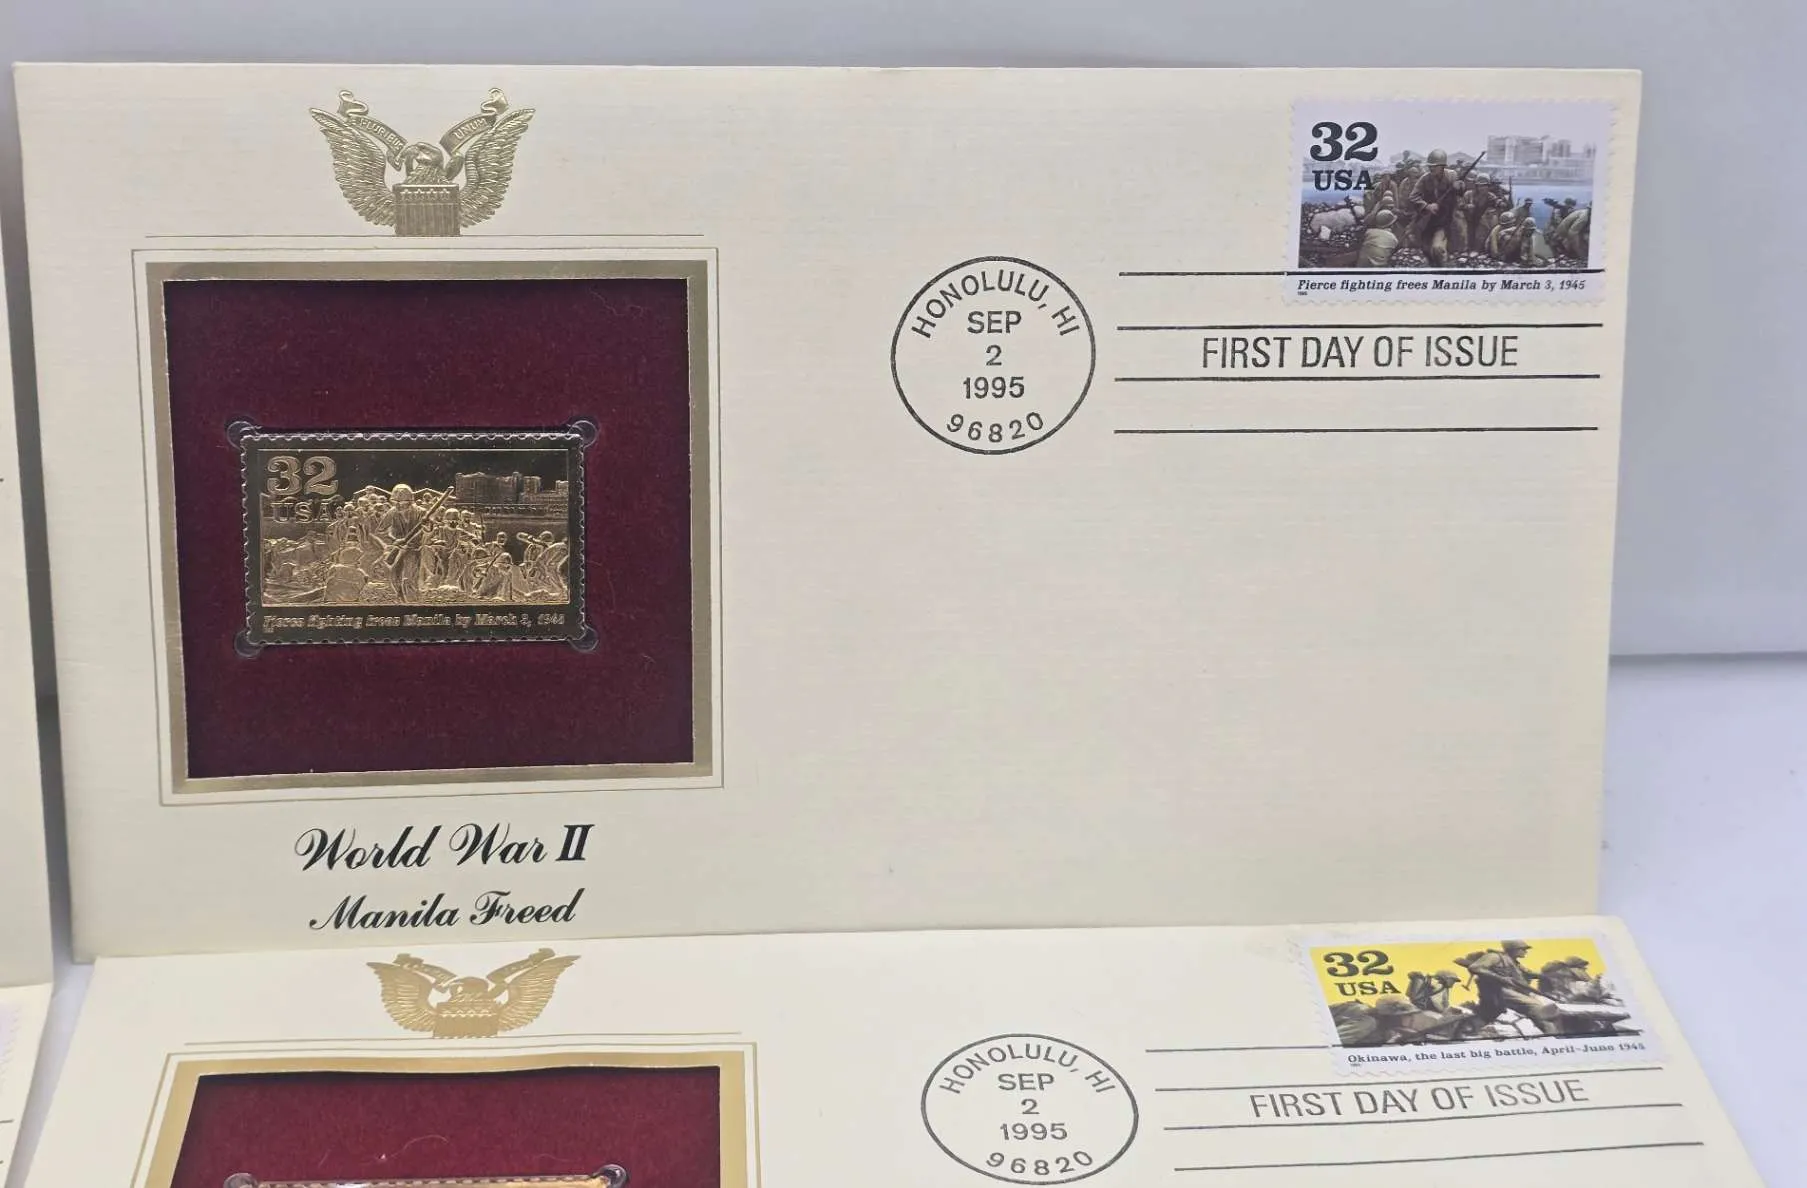 E PLURIBUS UNUM
32
USA
Fierce fighting frees Manila by March 3, 1945
1995
HONOLULU, HI
SEP
2
1995
96820
FIRST DAY OF ISSUE
32
USA
Fierce fighting frees Manila by March 3, 1945
World War II
Manila Freed
32
USA
Okinawa, the last big battle, April–June 1945
1995
HONOLULU, HI
SEP
2
1995
96820
FIRST DAY OF ISSUE